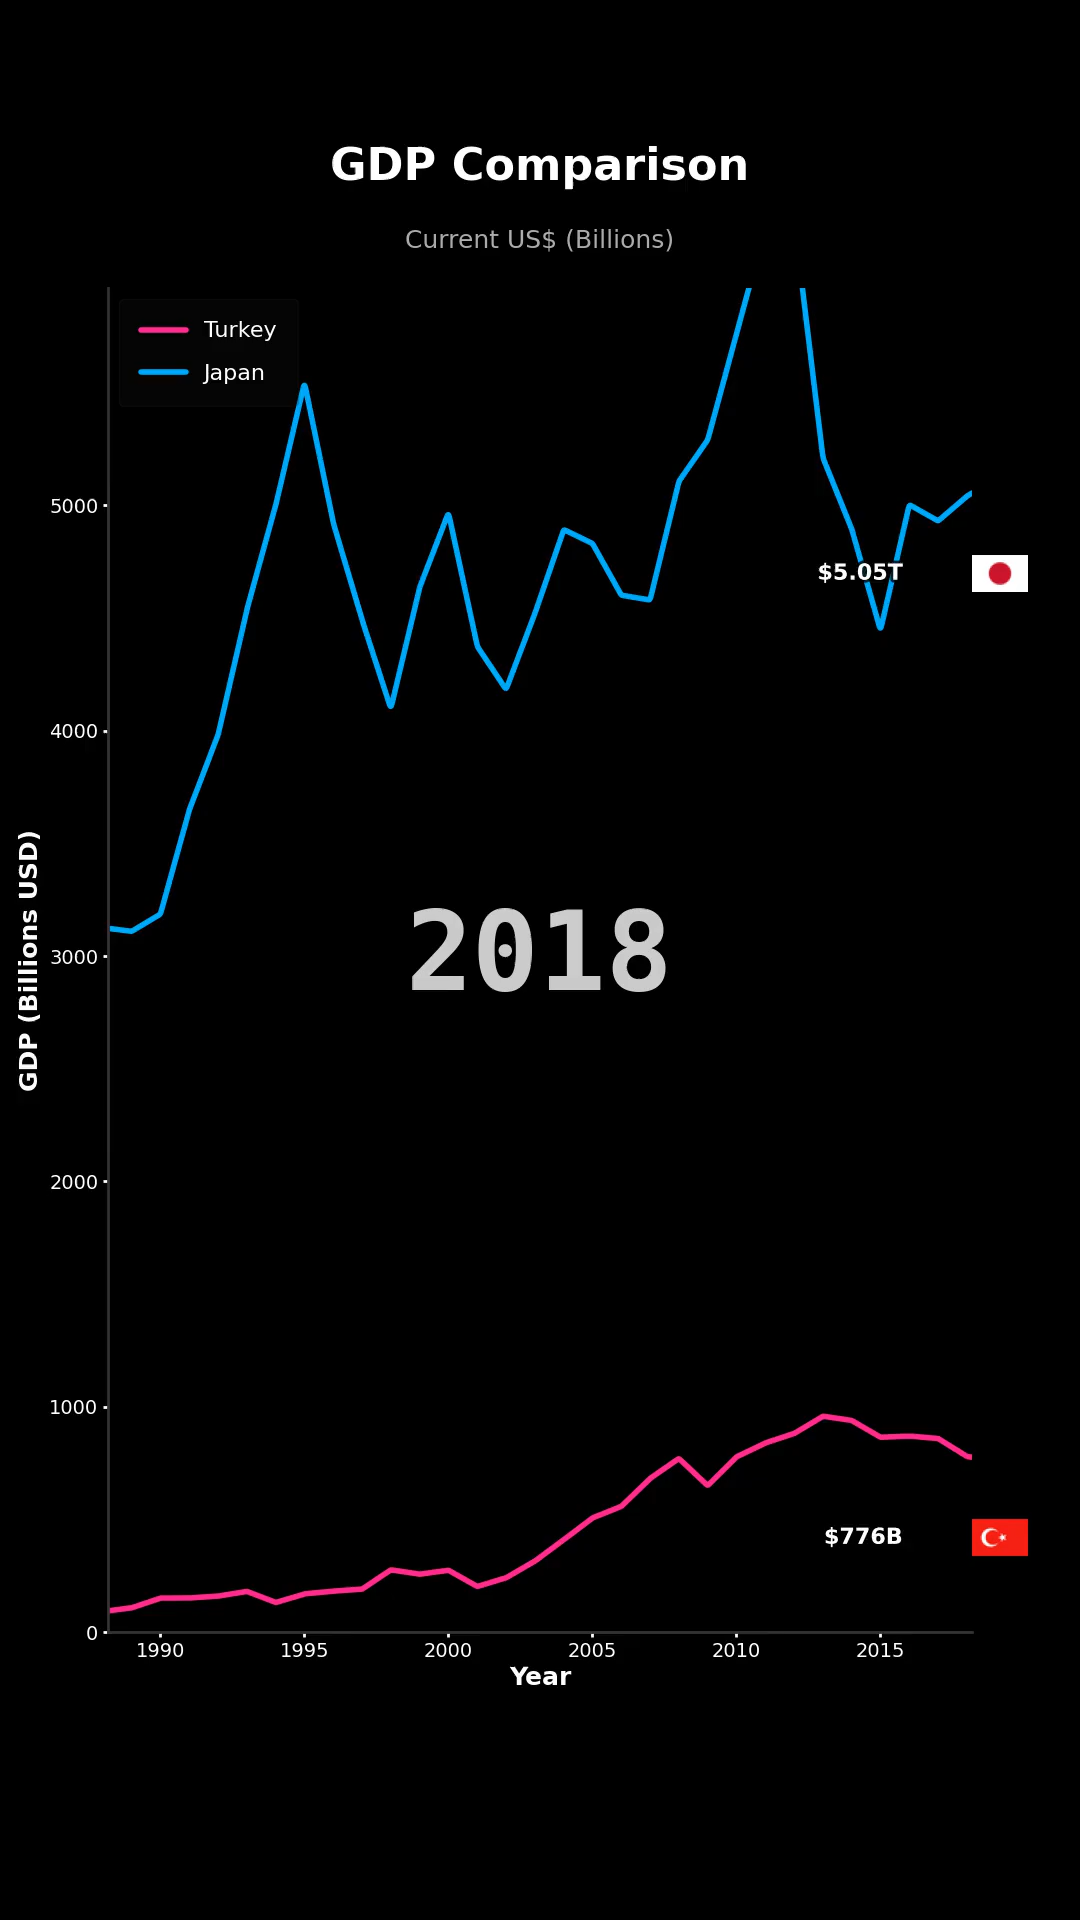 GDP Comparison
Current US$ (Billions)
Turkey
Japan
5000
$5.05T
4000
GDP (Billions USD)
2018
3000
2000
1000
$776B
0
1990 1995 2000 2005 2010 2015
Year